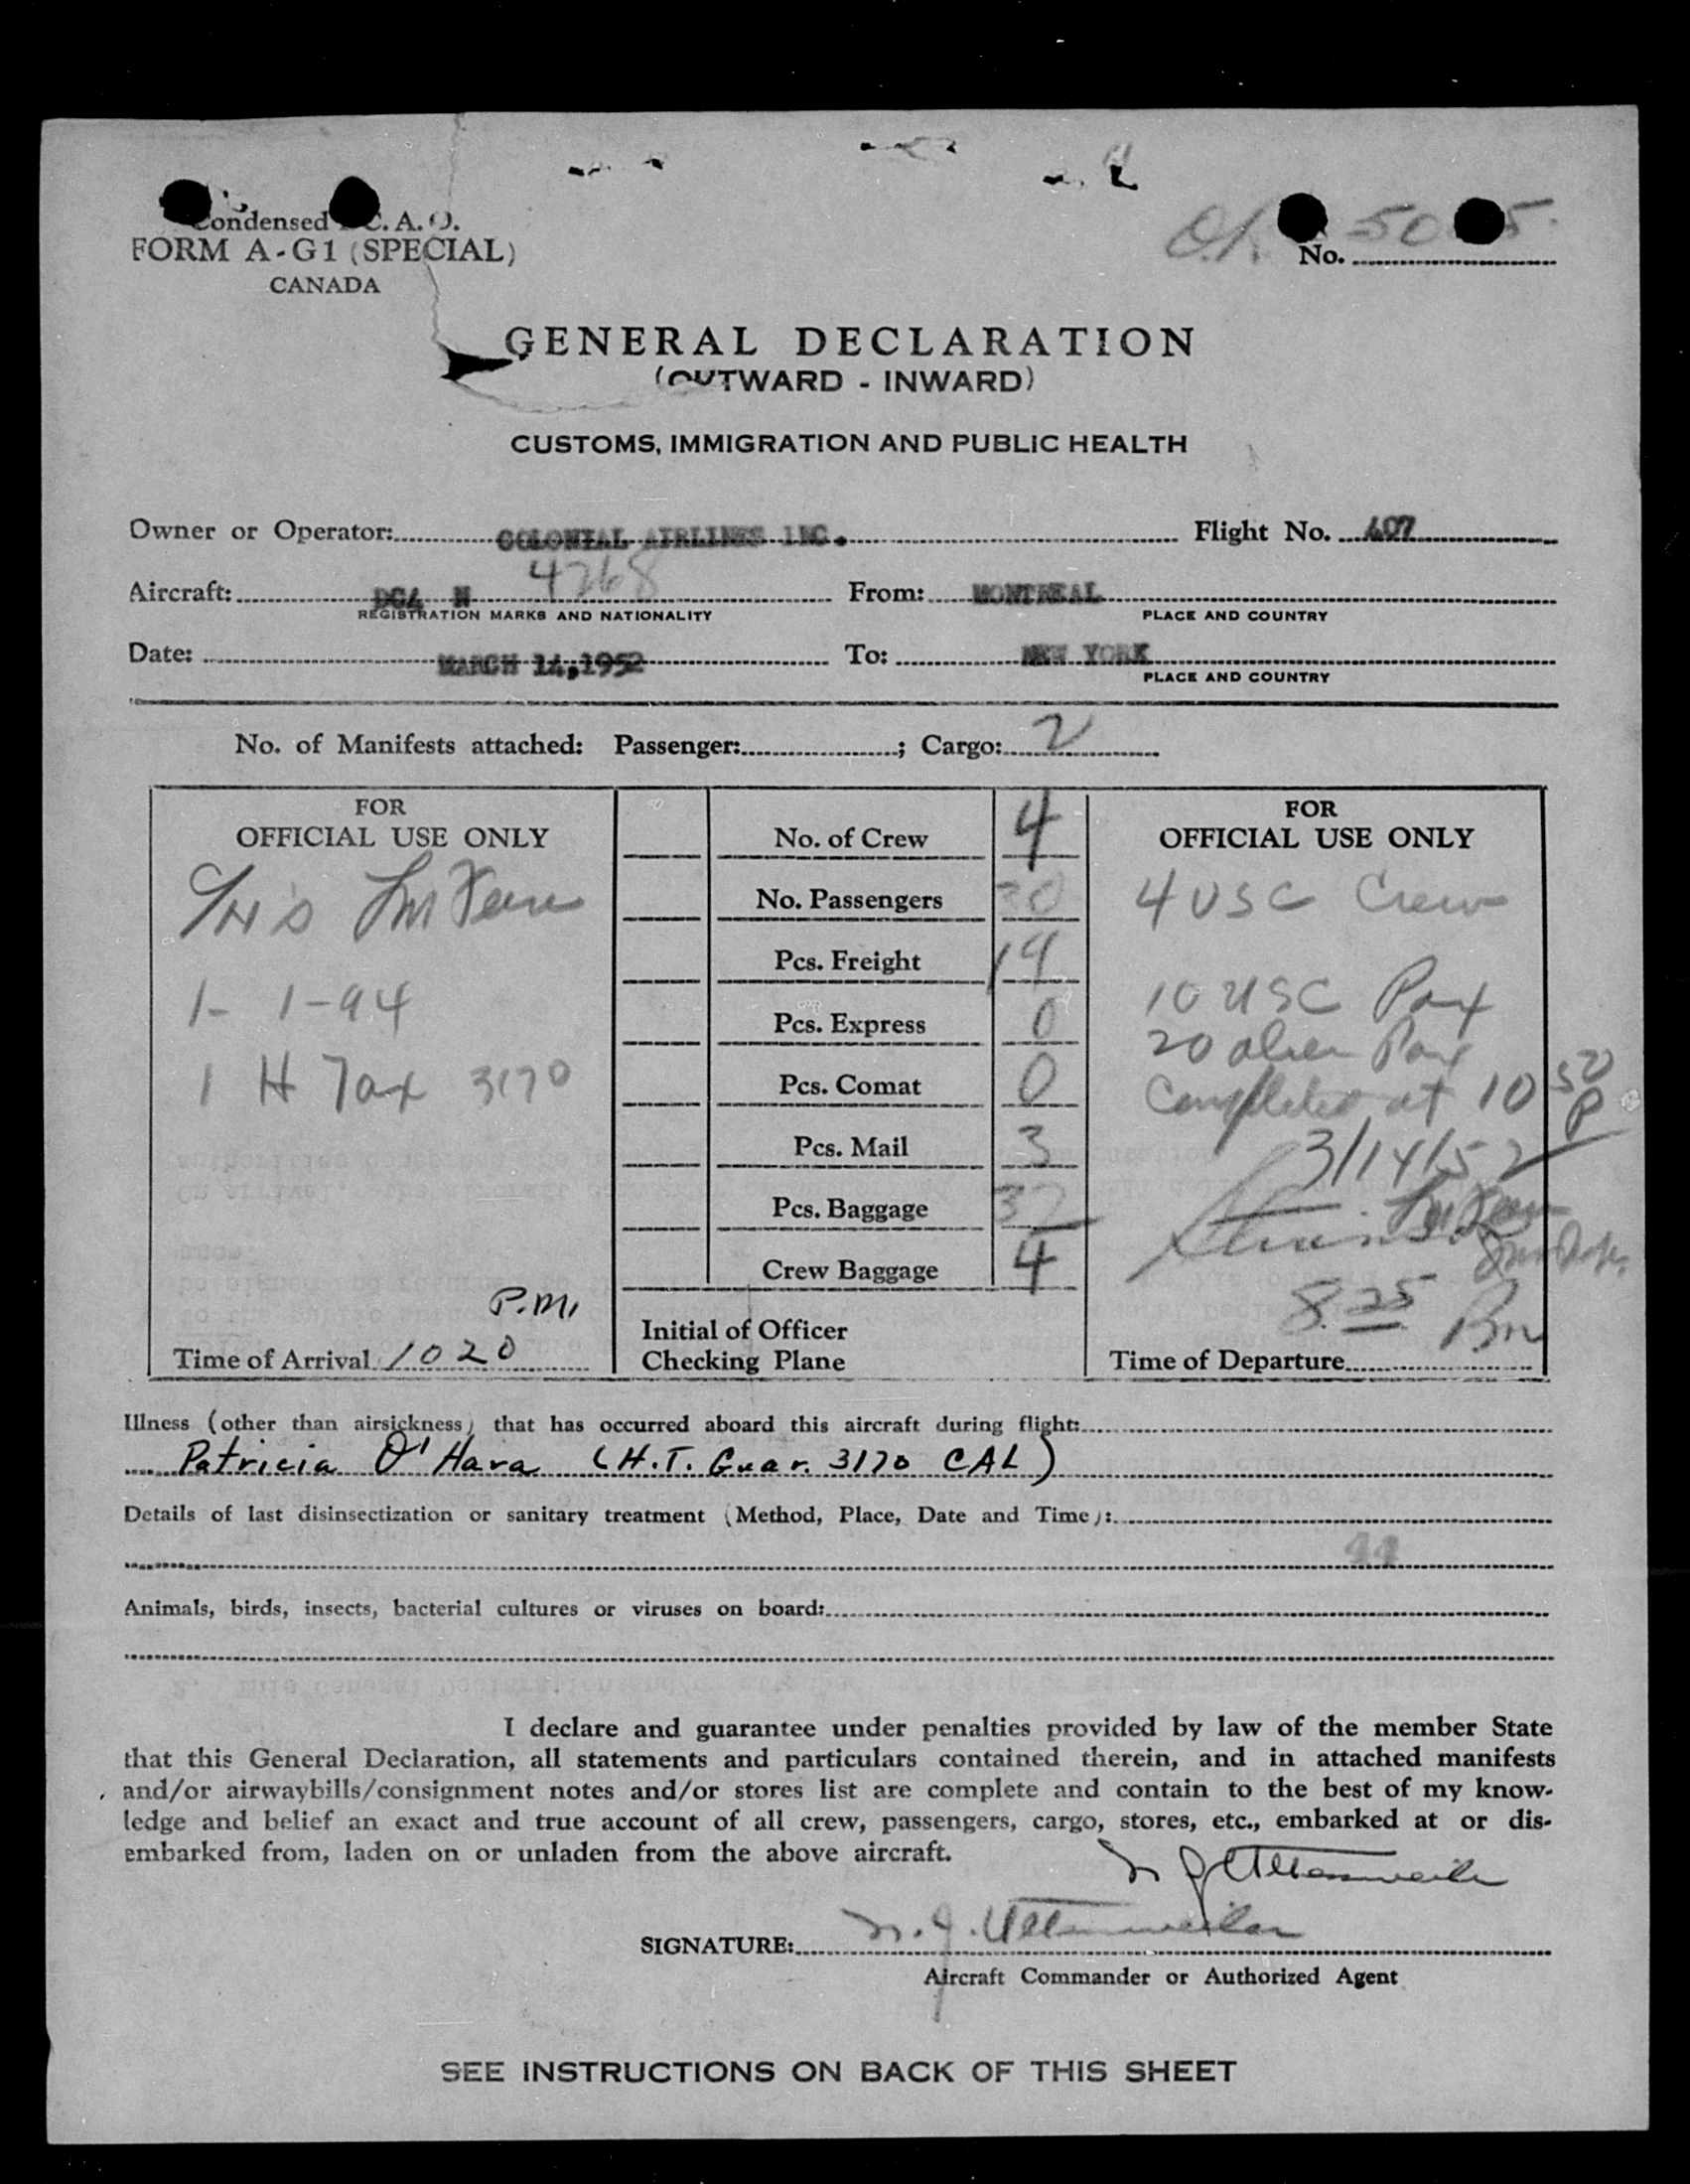 Condensed C. A. O.
FORM A-G1 (SPECIAL)
CANADA
No.
GENERAL DECLARATION
(OUTWARD - INWARD)
CUSTOMS, IMMIGRATION AND PUBLIC HEALTH
Owner or Operator: COLONIAL AIRLINES INC. Flight No. 407
Aircraft: DC4 N 4268 From: MONTREAL
REGISTRATION MARKS AND NATIONALITY PLACE AND COUNTRY
Date: MARCH 14,1952 To: NEW YORK
PLACE AND COUNTRY
No. of Manifests attached: Passenger: ; Cargo: 2
FOR
OFFICIAL USE ONLY
1- 1-94
1 H Tax 3170
P.M.
Time of Arrival 1020
No. of Crew 4
No. Passengers 30
Pcs. Freight 14
Pcs. Express 0
Pcs. Comat 0
Pcs. Mail 3
Pcs. Baggage 37
Crew Baggage 4
Initial of Officer
Checking Plane
FOR
OFFICIAL USE ONLY
4 USC Crew
10 USC Pax
20 alien Pax
Completed at 10 50 P
3/14/52
8 25
Time of Departure
Illness (other than airsickness) that has occurred aboard this aircraft during flight:
Patricia O'Hara (H.T. Guar. 3170 CAL)
Details of last disinsectization or sanitary treatment (Method, Place, Date and Time):
Animals, birds, insects, bacterial cultures or viruses on board:
I declare and guarantee under penalties provided by law of the member State
that this General Declaration, all statements and particulars contained therein, and in attached manifests
and/or airwaybills/consignment notes and/or stores list are complete and contain to the best of my know-
ledge and belief an exact and true account of all crew, passengers, cargo, stores, etc., embarked at or dis-
embarked from, laden on or unladen from the above aircraft.
SIGNATURE:
Aircraft Commander or Authorized Agent
SEE INSTRUCTIONS ON BACK OF THIS SHEET